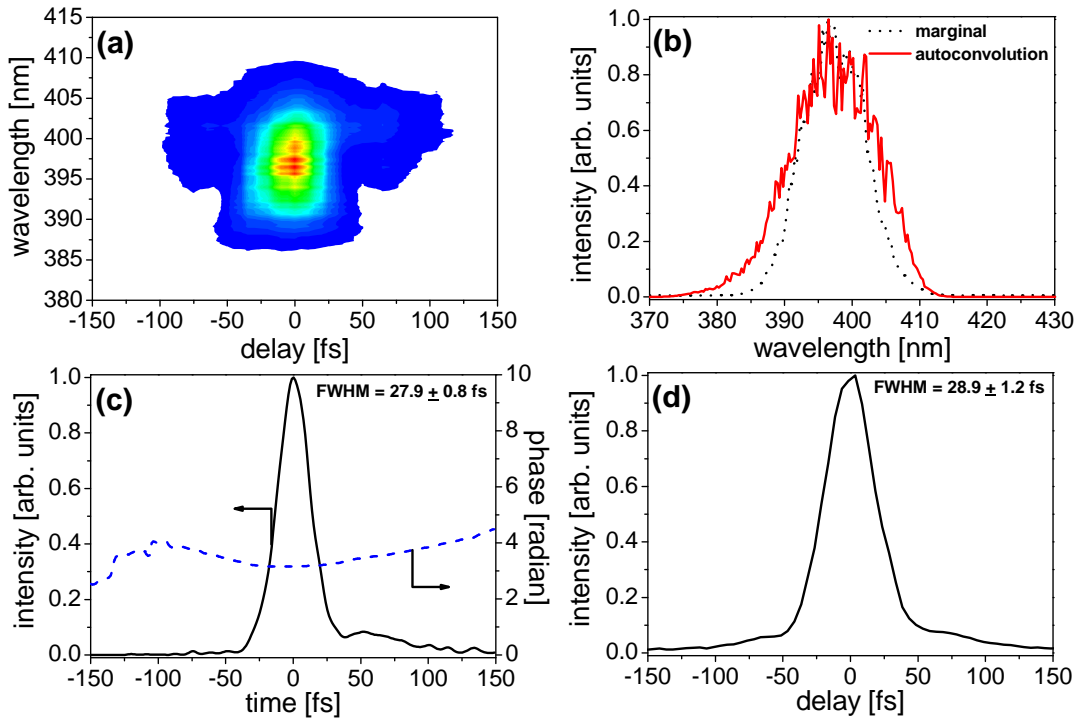 (a)
415
410
405
400
395
390
385
380
wavelength [nm]
-150 -100 -50 0 50 100 150
delay [fs]
(b)
marginal
autoconvolution
1.0
0.8
0.6
0.4
0.2
0.0
intensity [arb. units]
370 380 390 400 410 420 430
wavelength [nm]
(c)
FWHM = 27.9 ± 0.8 fs
1.0
0.8
0.6
0.4
0.2
0.0
intensity [arb. units]
10
8
6
4
2
0
phase [radian]
-150 -100 -50 0 50 100 150
time [fs]
(d)
FWHM = 28.9 ± 1.2 fs
1.0
0.8
0.6
0.4
0.2
0.0
intensity [arb. units]
-150 -100 -50 0 50 100 150
delay [fs]